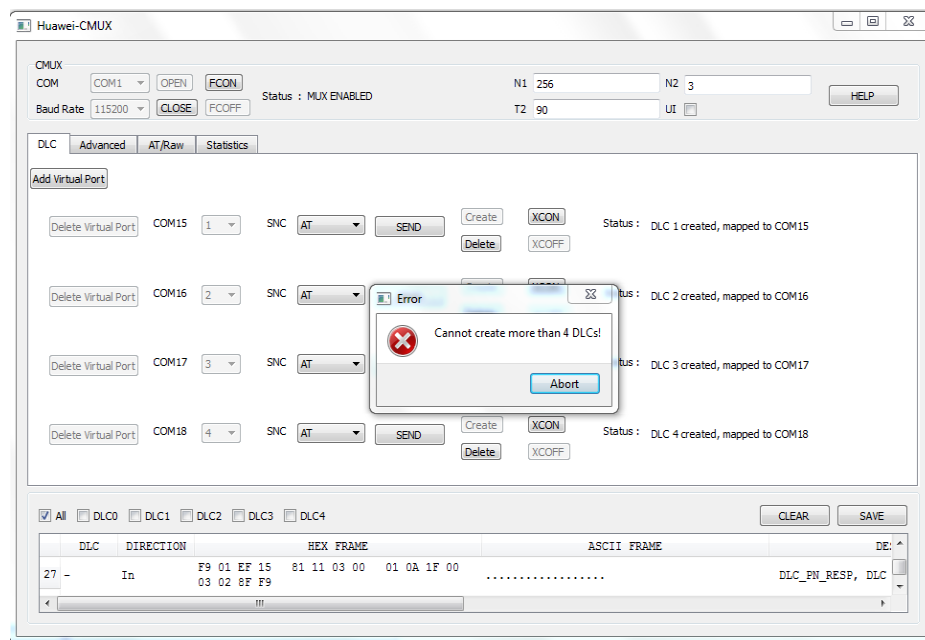 Huawei-CMUX
CMUX
COM COM1 OPEN FCON
Status : MUX ENABLED
N1 256 N2 3
HELP
Baud Rate 115200 CLOSE FCOFF
T2 90 UI
DLC Advanced AT/Raw Statistics
Add Virtual Port
Delete Virtual Port COM15 1 SNC AT SEND Create XCON Status : DLC 1 created, mapped to COM15
Delete XCOFF
Delete Virtual Port COM16 2 SNC AT tus : DLC 2 created, mapped to COM16
Error
Cannot create more than 4 DLCs!
Abort
Delete Virtual Port COM17 3 SNC AT tus : DLC 3 created, mapped to COM17
Delete Virtual Port COM18 4 SNC AT SEND Create XCON Status : DLC 4 created, mapped to COM18
Delete XCOFF
All DLC0 DLC1 DLC2 DLC3 DLC4 CLEAR SAVE
DLC DIRECTION HEX FRAME ASCII FRAME DE
27 - In F9 01 EF 15 81 11 03 00 01 0A 1F 00 .................. DLC_PN_RESP, DLC
03 02 8F F9